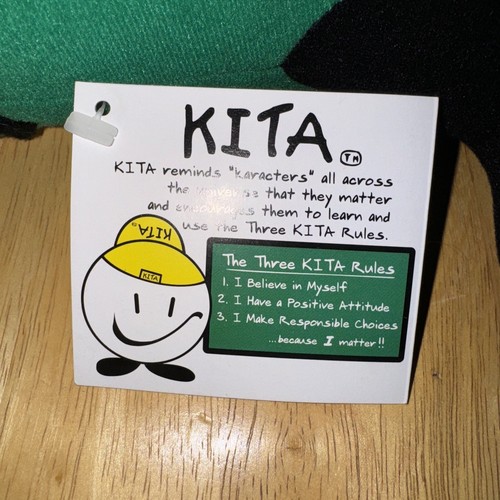 KITA TM
KITA reminds "karacters" all across
the universe that they matter
and encourages them to learn and
use The Three KITA Rules.
KITA
KITA
The Three KITA Rules
1. I Believe in Myself
2. I Have a Positive Attitude
3. I Make Responsible Choices
...because I matter!!